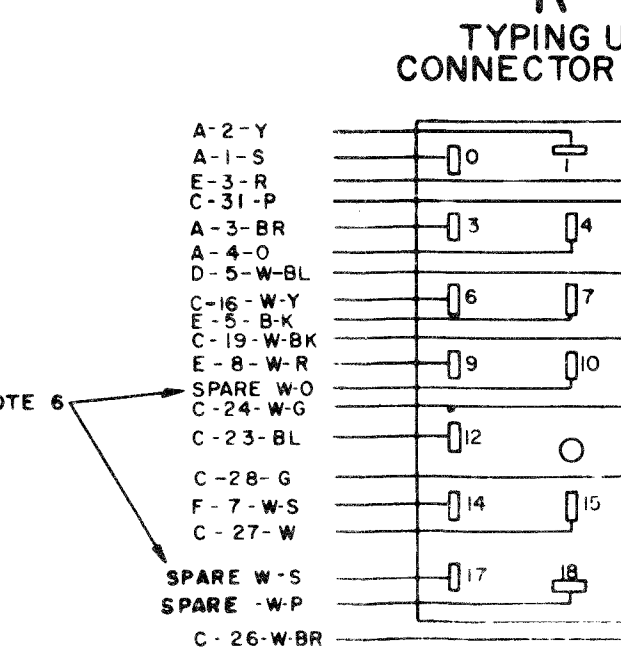 TYPING U
CONNECTOR
A-2-Y
A-1-S
0
1
E-3-R
C-31-P
A-3-BR
3
4
A-4-O
D-5-W-BL
C-16-W-Y
6
7
E-5-B-K
C-19-W-BK
E-8-W-R
9
10
SPARE W-O
OTE 6
C-24-W-G
C-23-BL
12
C-28-G
F-7-W-S
14
15
C-27-W
SPARE W-S
17
18
SPARE -W-P
C-26-W-BR